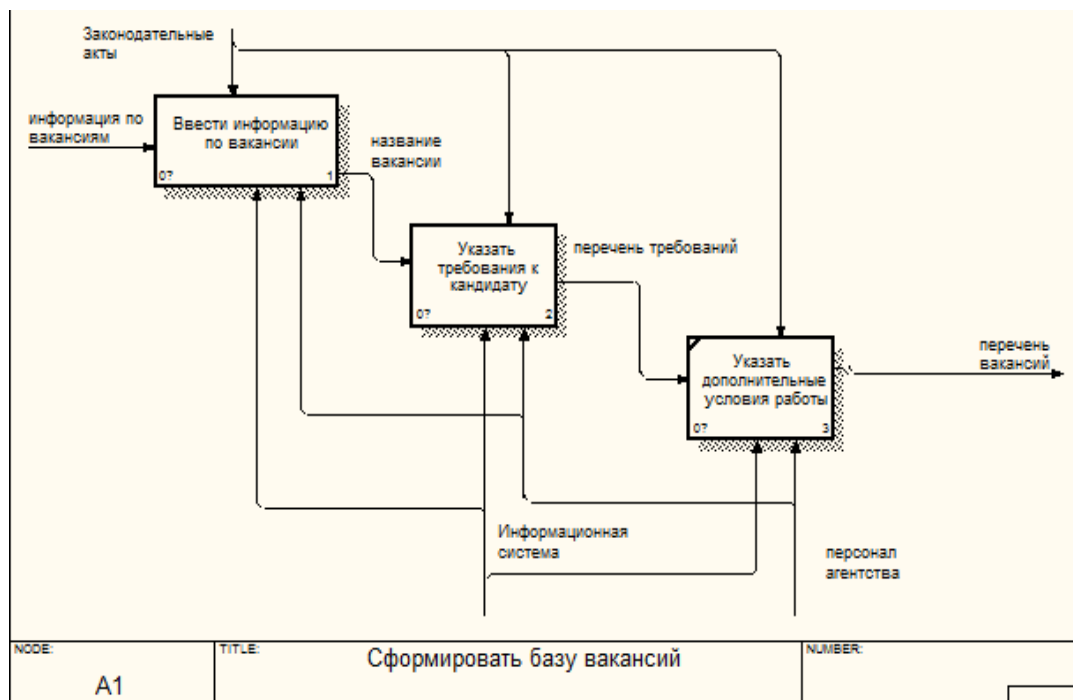 Законодательные
акты
информация по
вакансиям
Ввести информацию
по вакансии
0?
1
название
вакансии
Указать
требования к
кандидату
0?
2
перечень требований
Указать
дополнительные
условия работы
0?
3
перечень
вакансий
Информационная
система
персонал
агентства
NODE:
A1
TITLE:
Сформировать базу вакансий
NUMBER: